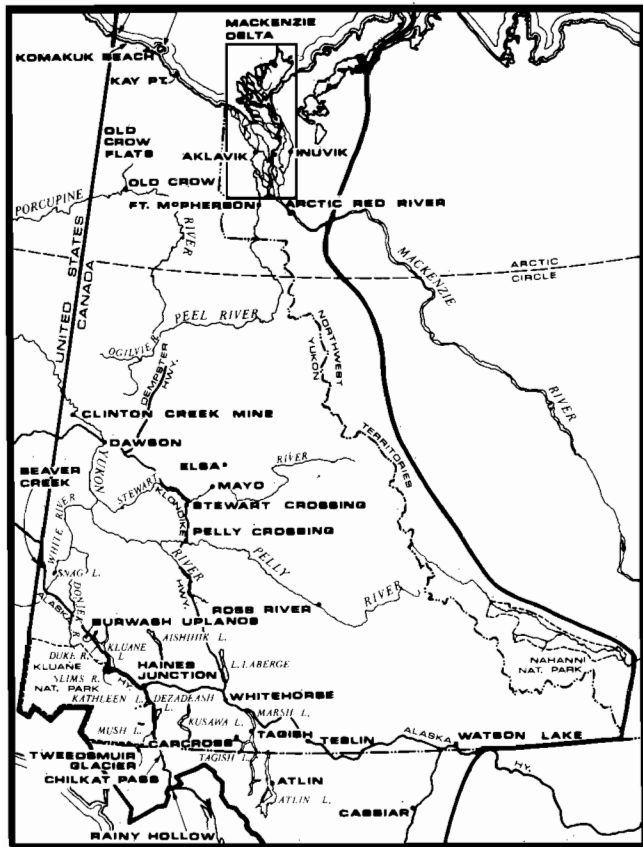 MACKENZIE
DELTA
KOMAKUK BEACH
KAY PT.
OLD
CROW
FLATS
AKLAVIK
INUVIK
OLD CROW
PORCUPINE
RIVER
FT. McPHERSON
ARCTIC RED RIVER
MACKENZIE
RIVER
ARCTIC
CIRCLE
UNITED STATES
CANADA
PEEL RIVER
OGILVIE R.
DEMPSTER
HWY.
NORTHWEST
YUKON
TERRITORIES
CLINTON CREEK MINE
DAWSON
YUKON
ELSA
RIVER
BEAVER
CREEK
MAYO
STEWART
KLONDIKE
STEWART CROSSING
WHITE RIVER
PELLY CROSSING
RIVER
PELLY
RIVER
HWY.
SNAG L.
DONJEK R.
ALASKA
ROSS RIVER
BURWASH UPLANDS
AISHIHIK L.
DUKE R.
KLUANE
L.
KLUANE
L. LABERGE
NAHANNI
NAT. PARK
SLIMS R.
HAINES
JUNCTION
NAT. PARK
HY.
WHITEHORSE
KATHLEEN L.
DEZADEASH
L.
MARSH L.
MUSH L.
KUSAWA L.
TAGISH
CARCROSS
TESLIN
ALASKA
WATSON LAKE
TWEEDSMUIR
GLACIER
TAGISH L.
HY.
CHILKAT PASS
ATLIN
ATLIN L.
CASSIAR
RAINY HOLLOW